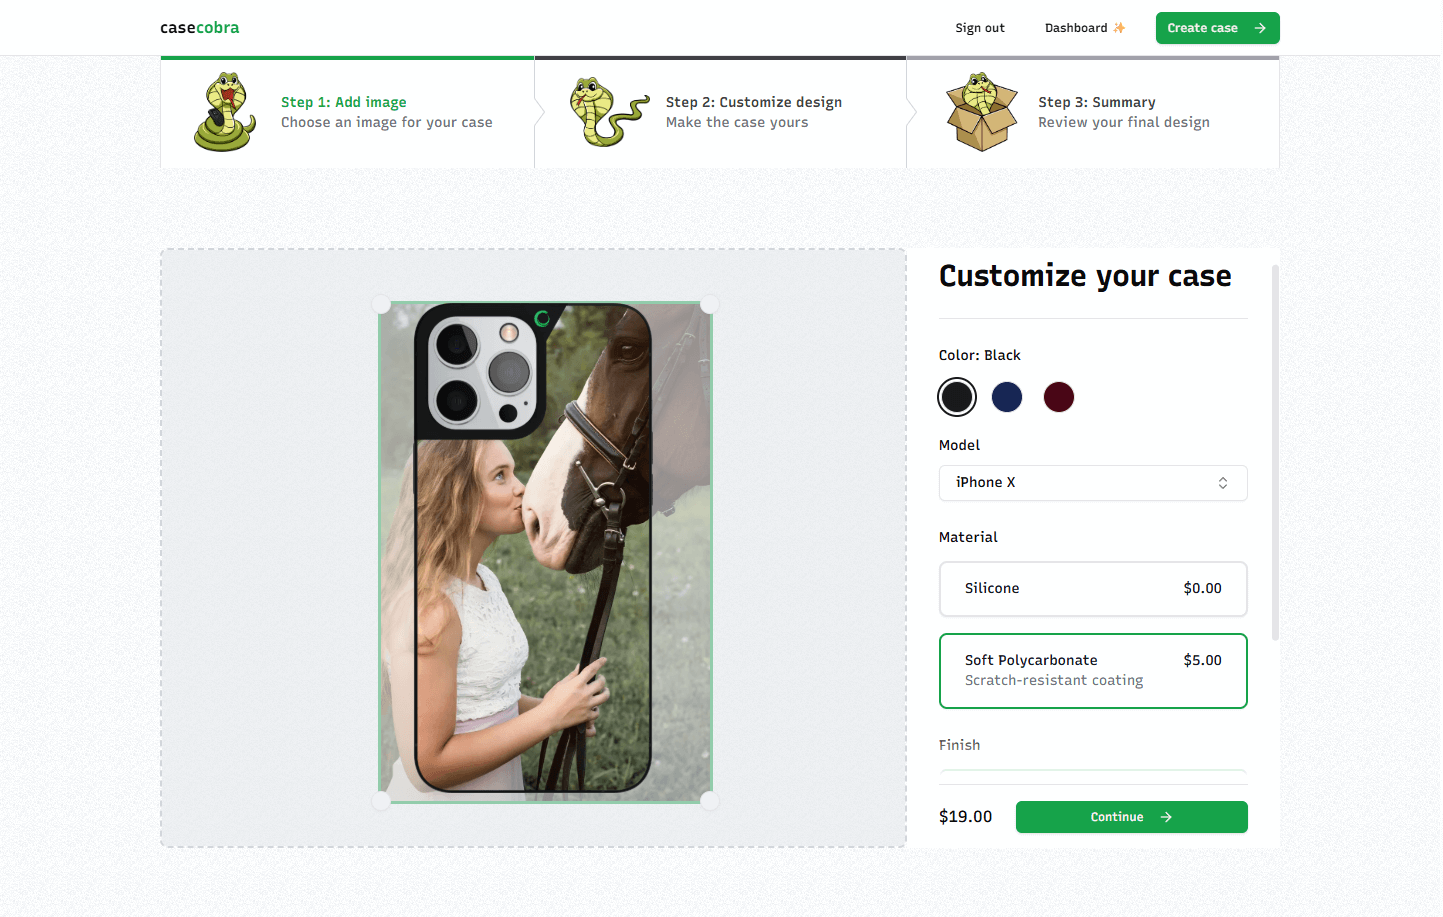 casecobra
Sign out
Dashboard ✨
Create case →
Step 1: Add image
Choose an image for your case
Step 2: Customize design
Make the case yours
Step 3: Summary
Review your final design
Customize your case
Color: Black
Model
iPhone X
Material
Silicone $0.00
Soft Polycarbonate $5.00
Scratch-resistant coating
Finish
$19.00
Continue →